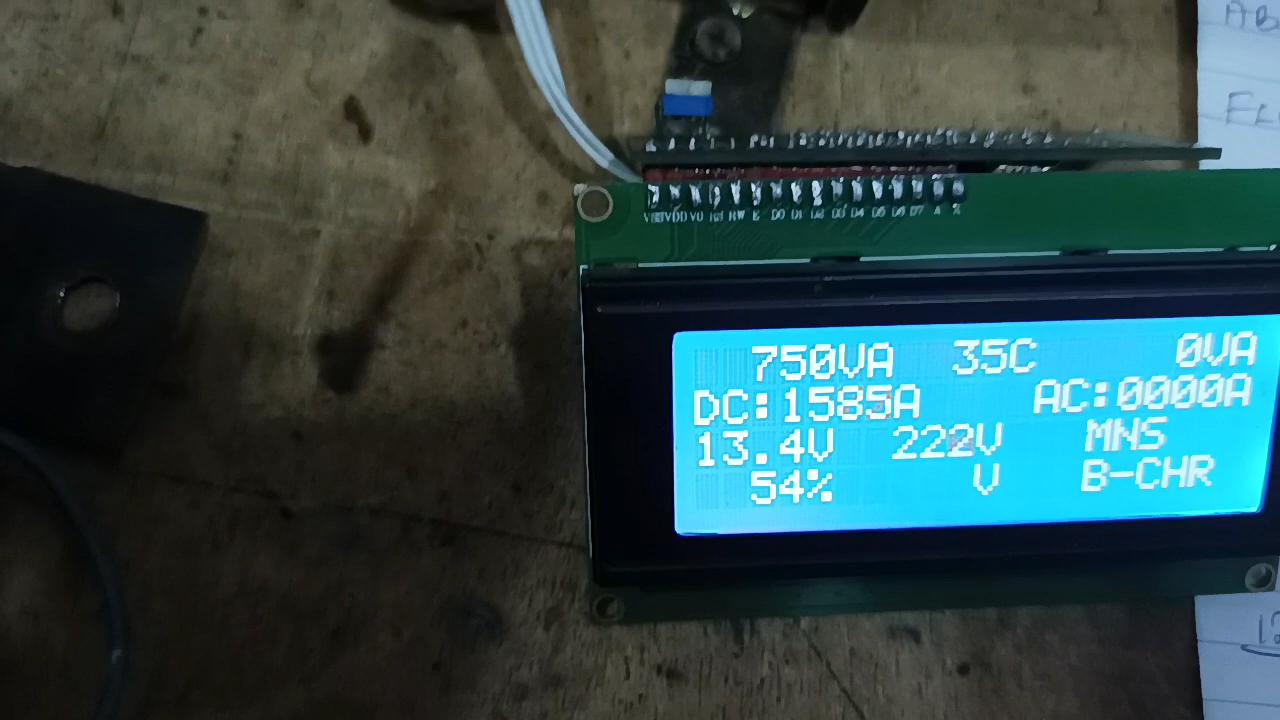 AB
VSS VDD V0 RS RW E D0 D1 D2 D3 D4 D5 D6 D7 A K
750VA 35C 0VA
DC:1585A AC:0000A
13.4V 222V MNS
54% V B-CHR